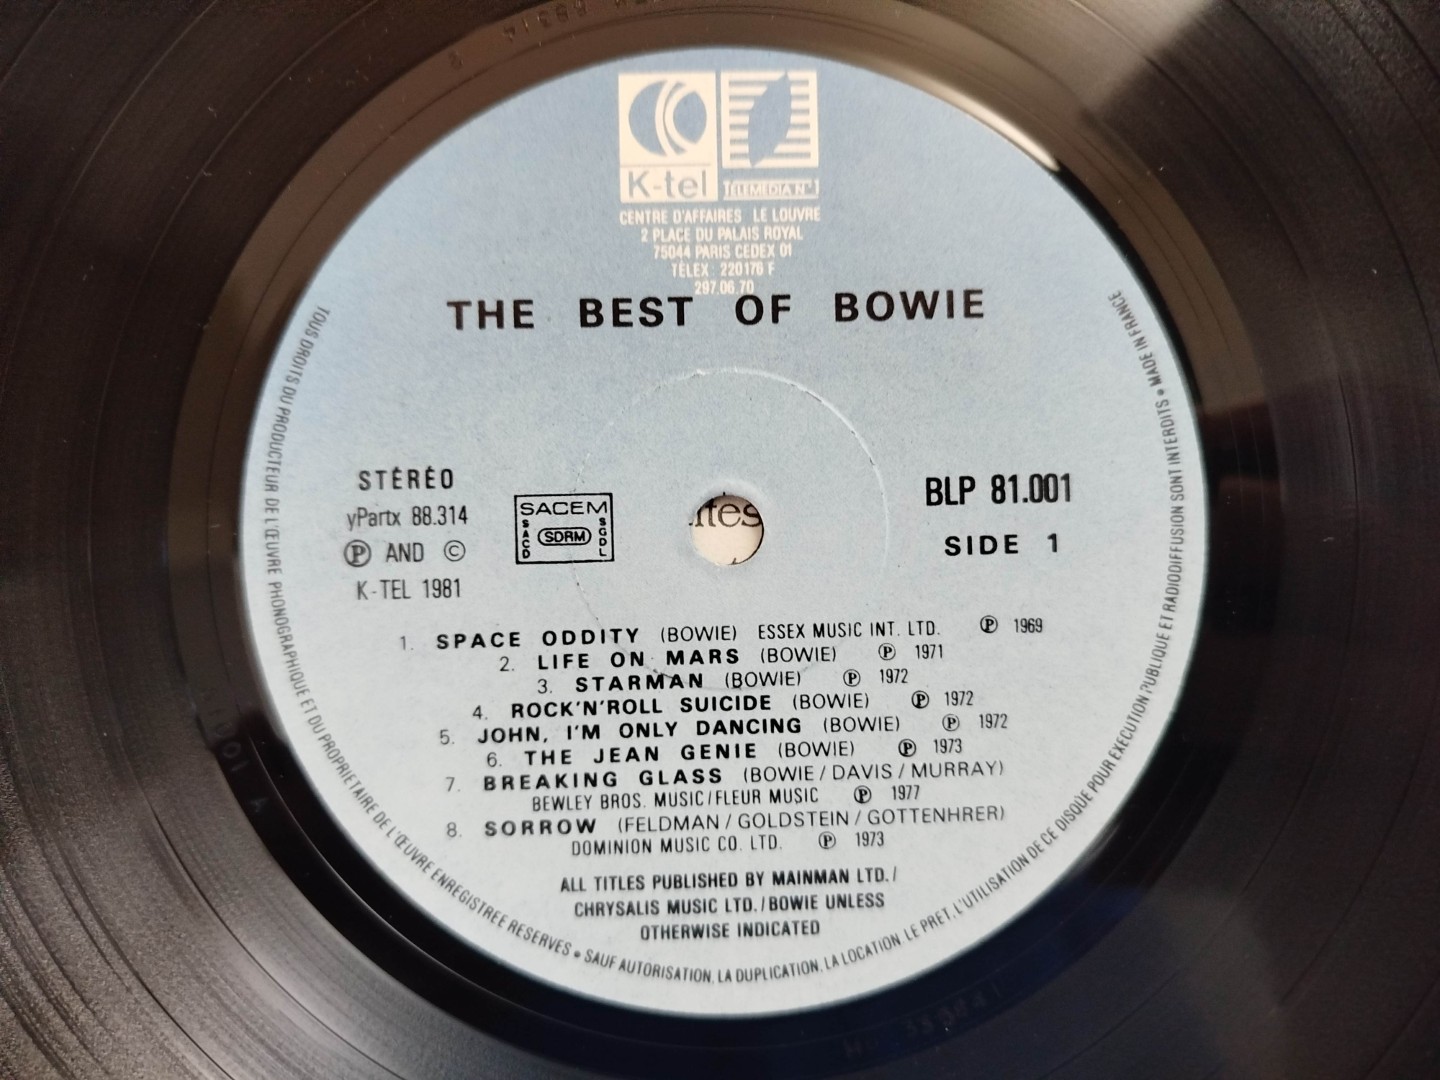 K-tel
TELEMEDIA N°1
CENTRE D'AFFAIRES LE LOUVRE
2 PLACE DU PALAIS ROYAL
75044 PARIS CEDEX 01
TÉLEX: 220176 F
297.06.70
THE BEST OF BOWIE
STÉRÉO
yPartx 88.314
Ⓟ AND ©
K-TEL 1981
SACEM
SACD
SDRM
SGDL
ites
BLP 81.001
SIDE 1
1. SPACE ODDITY (BOWIE) ESSEX MUSIC INT. LTD. Ⓟ 1969
2. LIFE ON MARS (BOWIE) Ⓟ 1971
3. STARMAN (BOWIE) Ⓟ 1972
4. ROCK'N'ROLL SUICIDE (BOWIE) Ⓟ 1972
5. JOHN, I'M ONLY DANCING (BOWIE) Ⓟ 1972
6. THE JEAN GENIE (BOWIE) Ⓟ 1973
7. BREAKING GLASS (BOWIE / DAVIS / MURRAY)
BEWLEY BROS. MUSIC/FLEUR MUSIC Ⓟ 1977
8. SORROW (FELDMAN / GOLDSTEIN / GOTTENHRER)
DOMINION MUSIC CO. LTD. Ⓟ 1973
ALL TITLES PUBLISHED BY MAINMAN LTD. /
CHRYSALIS MUSIC LTD. / BOWIE UNLESS
OTHERWISE INDICATED
TOUS DROITS DU PRODUCTEUR DE L'ŒUVRE PHONOGRAPHIQUE ET DU PROPRIETAIRE DE L'ŒUVRE ENREGISTREE RESERVES • SAUF AUTORISATION, LA DUPLICATION, LA LOCATION, LE PRET, L'UTILISATION DE CE DISQUE POUR EXECUTION PUBLIQUE ET RADIODIFFUSION SONT INTERDITS • MADE IN FRANCE